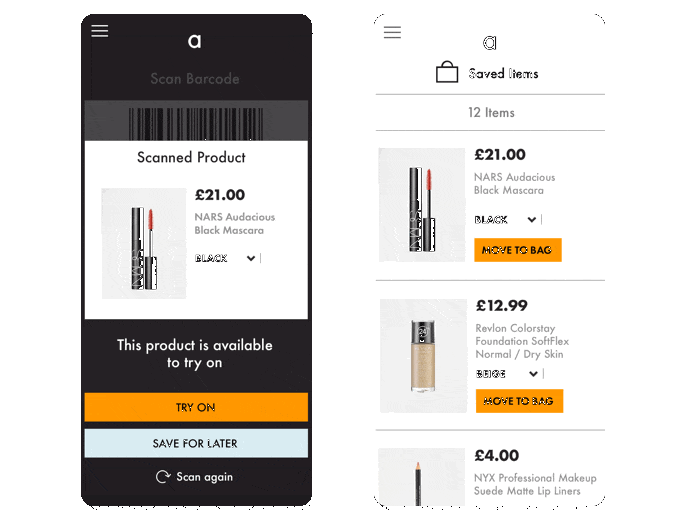 a
Scan Barcode
Scanned Product
£21.00
NARS Audacious
Black Mascara
BLACK
This product is available
to try on
TRY ON
SAVE FOR LATER
Scan again
a
Saved Items
12 Items
£21.00
NARS Audacious
Black Mascara
BLACK
MOVE TO BAG
£12.99
Revlon Colorstay
Foundation SoftFlex
Normal / Dry Skin
BEIGE
MOVE TO BAG
£4.00
NYX Professional Makeup
Suede Matte Lip Liners